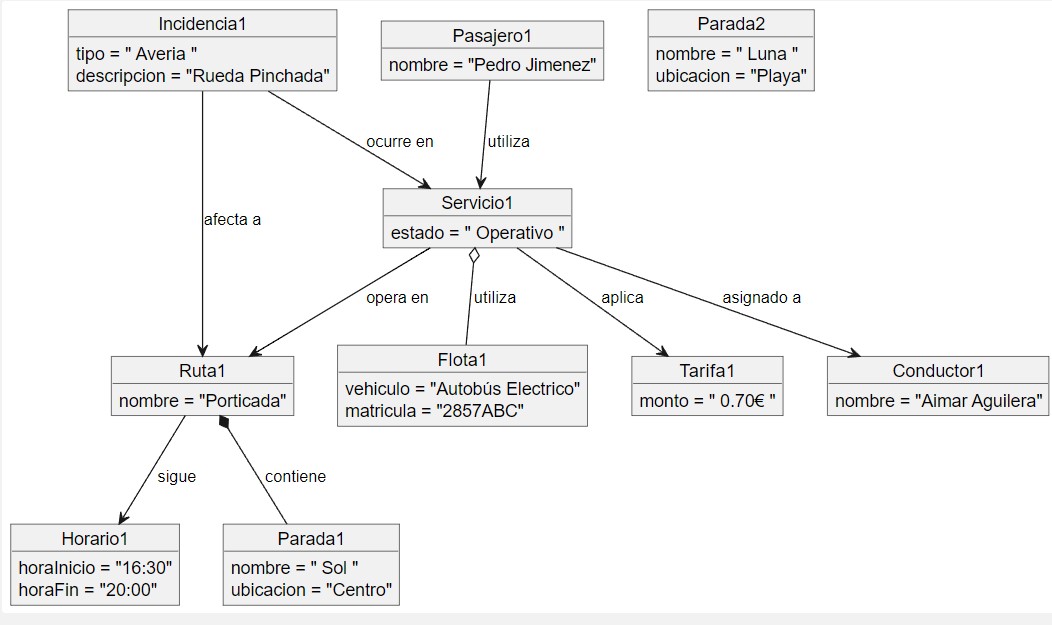 Incidencia1
tipo = " Averia "
descripcion = "Rueda Pinchada"
Pasajero1
nombre = "Pedro Jimenez"
Parada2
nombre = " Luna "
ubicacion = "Playa"
ocurre en
utiliza
afecta a
Servicio1
estado = " Operativo "
opera en
utiliza
aplica
asignado a
Ruta1
nombre = "Porticada"
Flota1
vehiculo = "Autobús Electrico"
matricula = "2857ABC"
Tarifa1
monto = " 0.70€ "
Conductor1
nombre = "Aimar Aguilera"
sigue
contiene
Horario1
horaInicio = "16:30"
horaFin = "20:00"
Parada1
nombre = " Sol "
ubicacion = "Centro"